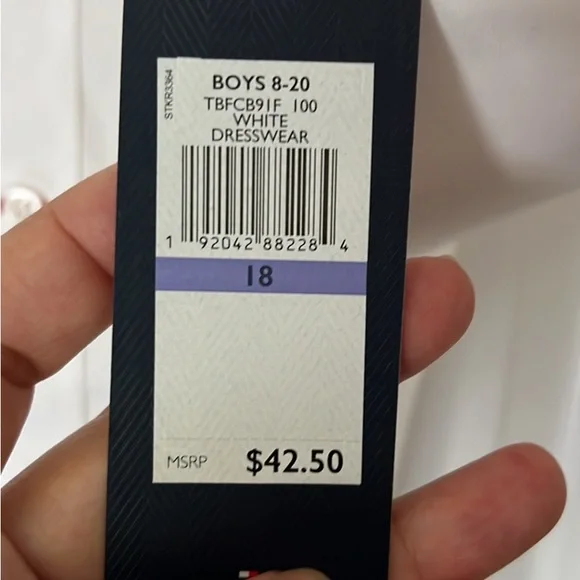 STKR3364
BOYS 8-20
TBFCB91F 100
WHITE
DRESSWEAR
1 92042 88228 4
18
MSRP $42.50